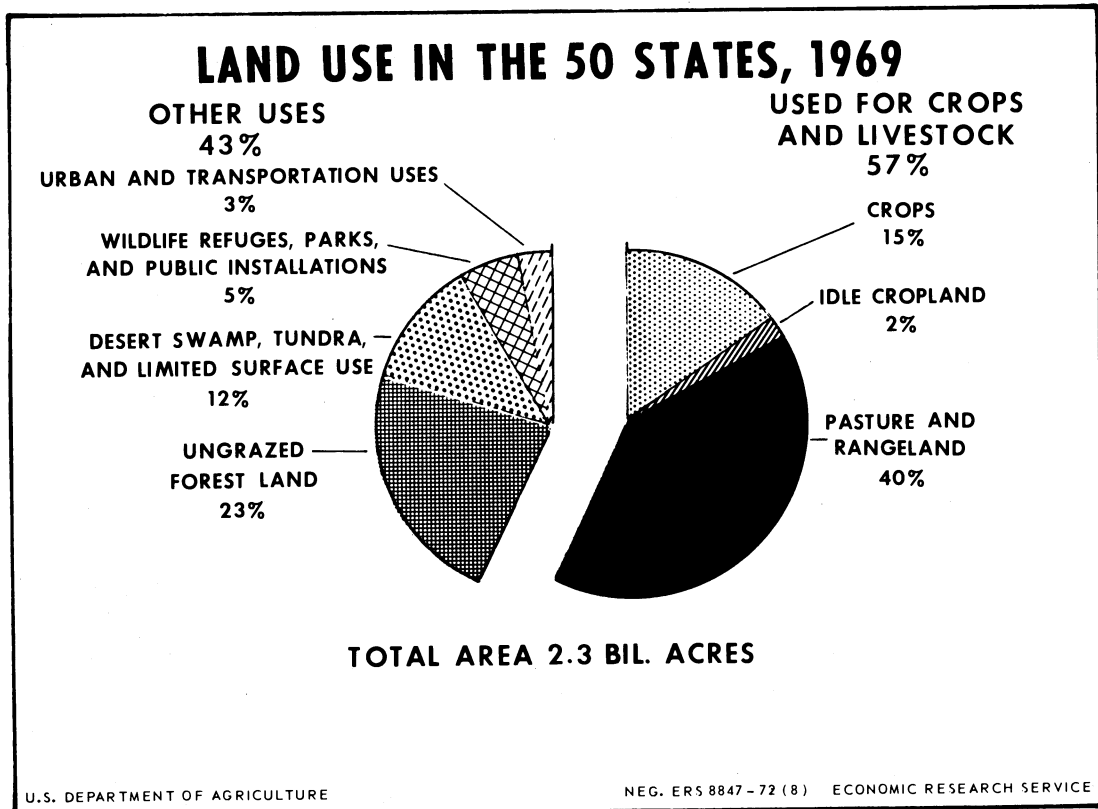 LAND USE IN THE 50 STATES, 1969
OTHER USES
43%
URBAN AND TRANSPORTATION USES
3%
WILDLIFE REFUGES, PARKS,
AND PUBLIC INSTALLATIONS
5%
DESERT SWAMP, TUNDRA,
AND LIMITED SURFACE USE
12%
UNGRAZED
FOREST LAND
23%
USED FOR CROPS
AND LIVESTOCK
57%
CROPS
15%
IDLE CROPLAND
2%
PASTURE AND
RANGELAND
40%
TOTAL AREA 2.3 BIL. ACRES
U.S. DEPARTMENT OF AGRICULTURE
NEG. ERS 8847-72 (8) ECONOMIC RESEARCH SERVICE